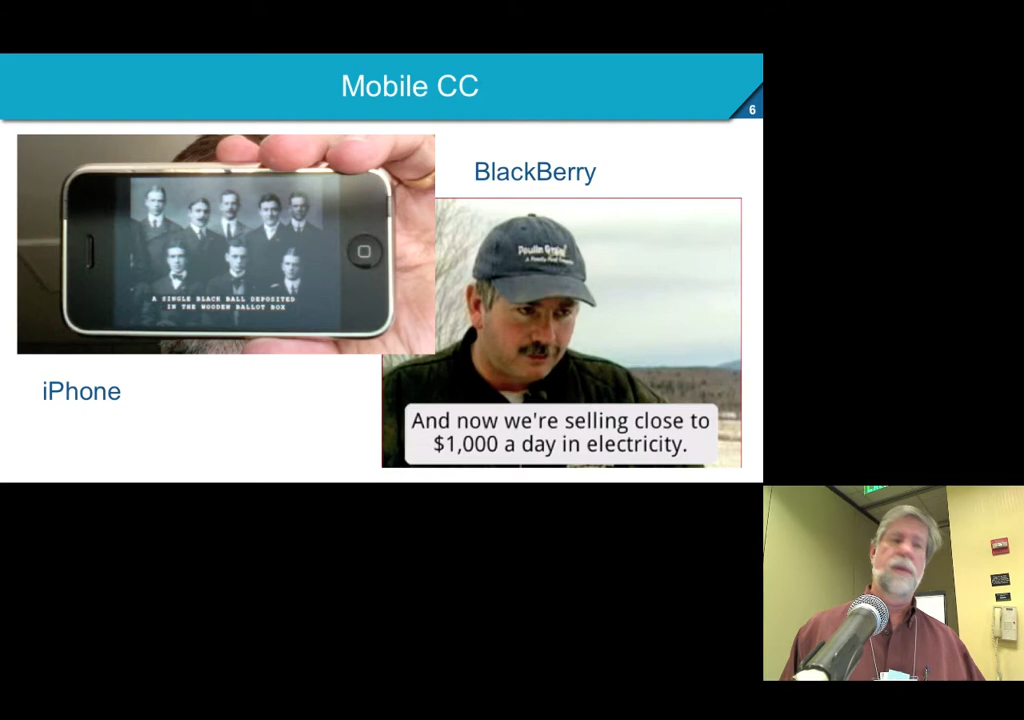 Mobile CC
6
BlackBerry
A SINGLE BLACK BALL DEPOSITED
IN THE WOODEN BALLOT BOX
iPhone
And now we're selling close to
$1,000 a day in electricity.